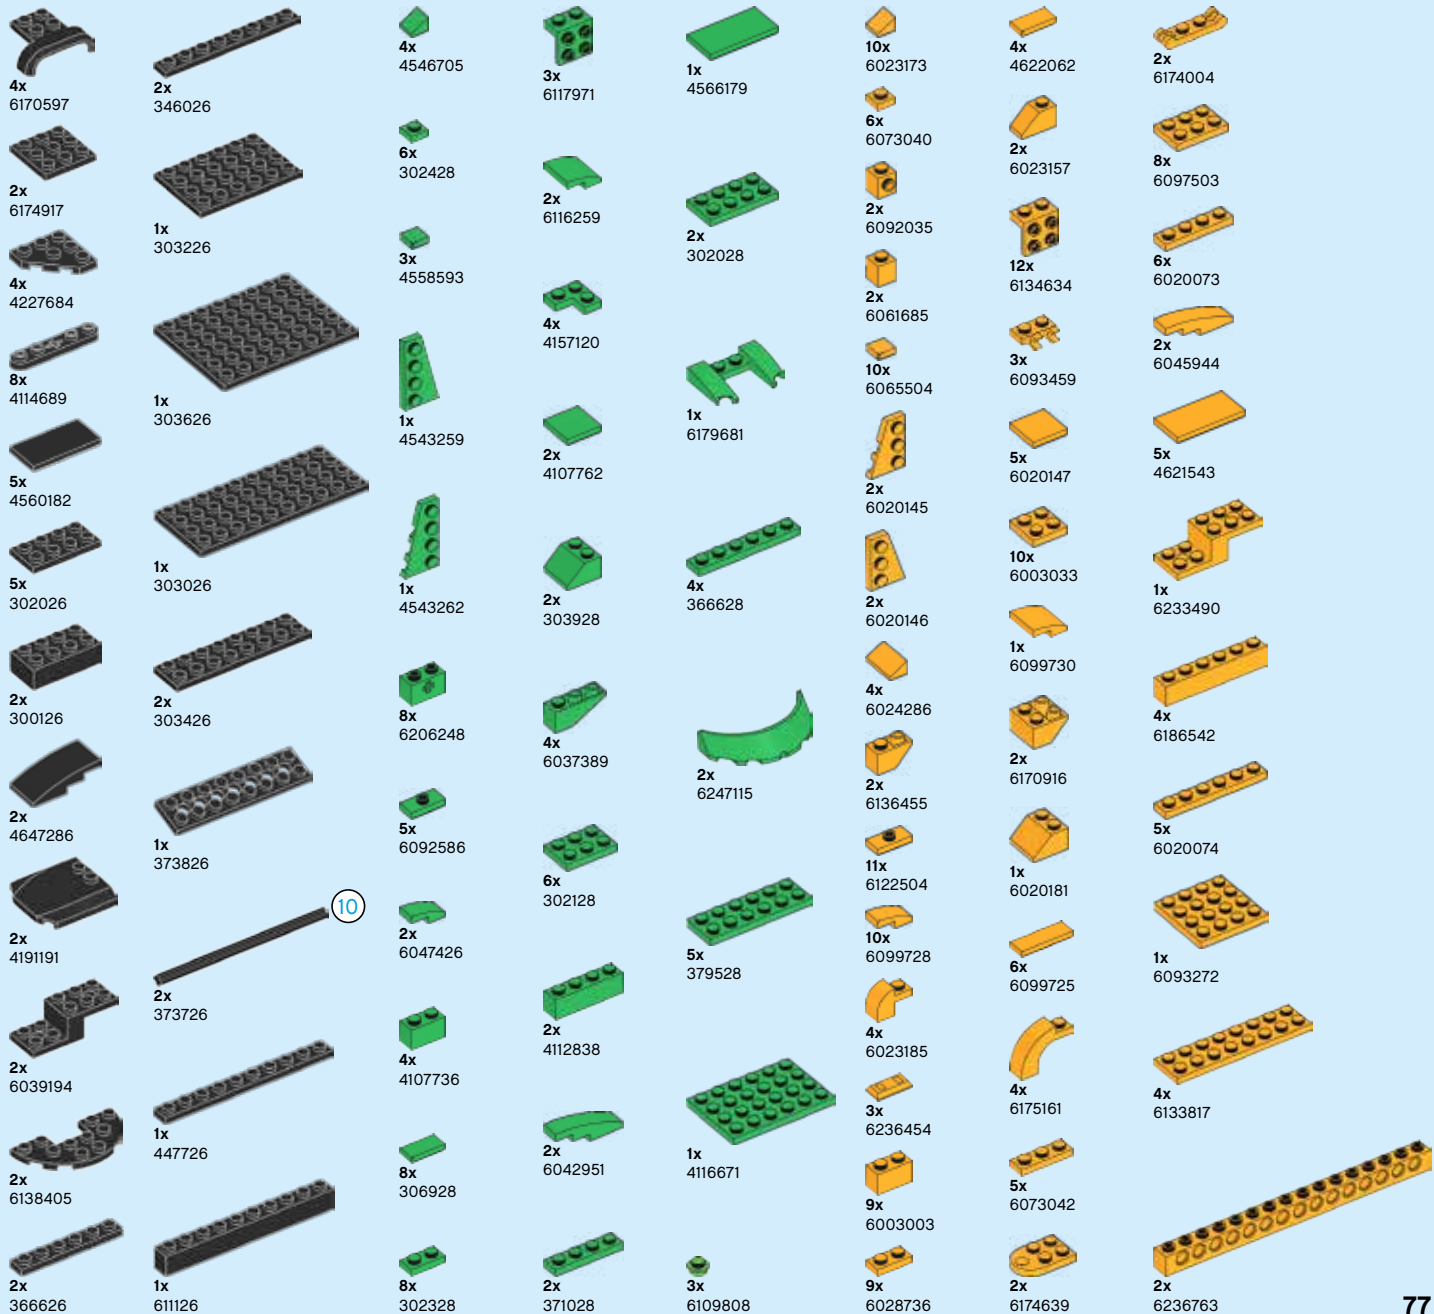 4x
6170597
2x
6174917
4x
4227684
8x
4114689
5x
4560182
5x
302026
2x
300126
2x
4647286
2x
4191191
2x
6039194
2x
6138405
2x
366626
2x
346026
1x
303226
1x
303626
1x
303026
2x
303426
1x
373826
10
2x
373726
1x
447726
1x
611126
4x
4546705
6x
302428
3x
4558593
1x
4543259
1x
4543262
8x
6206248
5x
6092586
2x
6047426
4x
4107736
8x
306928
8x
302328
3x
6117971
2x
6116259
4x
4157120
2x
4107762
2x
303928
4x
6037389
6x
302128
2x
4112838
2x
6042951
2x
371028
1x
4566179
2x
302028
1x
6179681
4x
366628
2x
6247115
5x
379528
1x
4116671
3x
6109808
10x
6023173
6x
6073040
2x
6092035
2x
6061685
10x
6065504
2x
6020145
2x
6020146
4x
6024286
2x
6136455
11x
6122504
10x
6099728
4x
6023185
3x
6236454
9x
6003003
9x
6028736
4x
4622062
2x
6023157
12x
6134634
3x
6093459
5x
6020147
10x
6003033
1x
6099730
2x
6170916
1x
6020181
6x
6099725
4x
6175161
5x
6073042
2x
6174639
2x
6174004
8x
6097503
6x
6020073
2x
6045944
5x
4621543
1x
6233490
4x
6186542
5x
6020074
1x
6093272
4x
6133817
2x
6236763
77